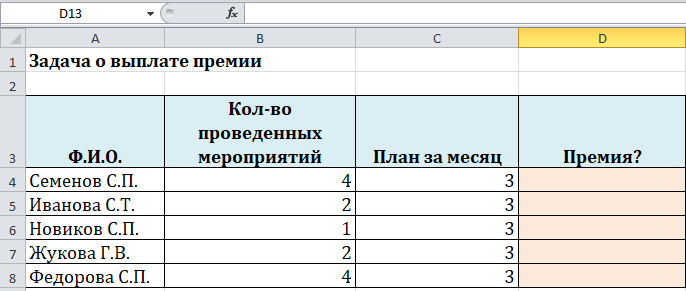 D13 fx
A B C D
1 Задача о выплате премии
2
Кол-во
проведенных
3 Ф.И.О. мероприятий План за месяц Премия?
4 Семенов С.П. 4 3
5 Иванова С.Т. 2 3
6 Новиков С.П. 1 3
7 Жукова Г.В. 2 3
8 Федорова С.П. 4 3